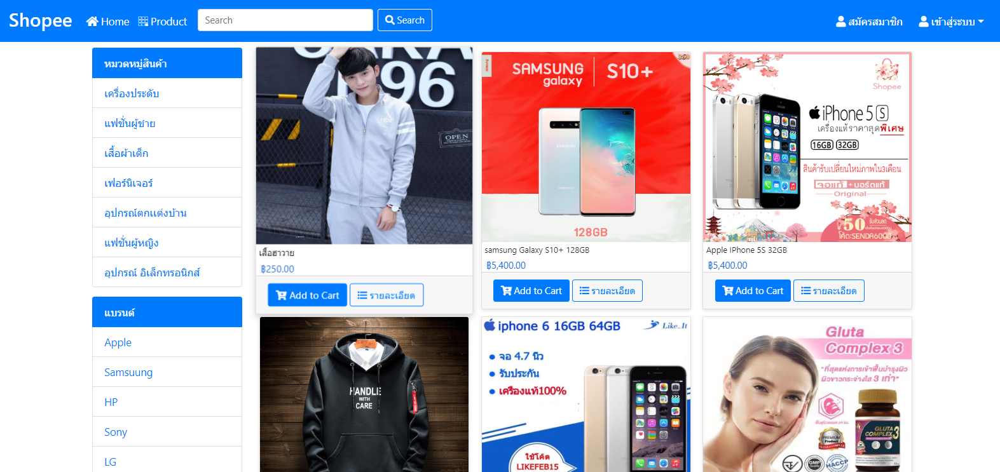 Shopee
Home
Product
Search
Search
สมัครสมาชิก
เข้าสู่ระบบ
หมวดหมู่สินค้า
เครื่องประดับ
แฟชั่นผู้ชาย
เสื้อผ้าเด็ก
เฟอร์นิเจอร์
อุปกรณ์ตกแต่งบ้าน
แฟชั่นผู้หญิง
อุปกรณ์ อิเล็กทรอนิกส์
แบรนด์
Apple
Samsuung
HP
Sony
LG
96
OPEN
เสื้อฮาวาย
฿250.00
Add to Cart
รายละเอียด
SAMSUNG
galaxy
S10+
128GB
samsung Galaxy S10+ 128GB
฿5,400.00
Add to Cart
รายละเอียด
Shopee
iPhone 5 S
เครื่องแท้ราคาสุดพิเศษ
16GB 32GB
สินค้ารับเปลี่ยนใหม่ภาพใน3เดือน
จอแท้ + บอร์ดแท้
Original
50
โค้ด:SENDA6000
Apple IPhone 5S 32GB
฿5,400.00
Add to Cart
รายละเอียด
HANDLE
WITH
CARE
iphone 6 16GB 64GB
Like_It
จอ 4.7 นิ้ว
รับประกัน
เครื่องแท้100%
ใช้โค้ด
LIKEFEB15
Gluta
Complex 3
"ที่สุดแห่งการเข้าฟื้นบำรุงผิว
ผิวขาวกระจ่างใส 3 เท่า"
PREMIUM
GLUTA
COMPLEX 3
GMP
HACCP